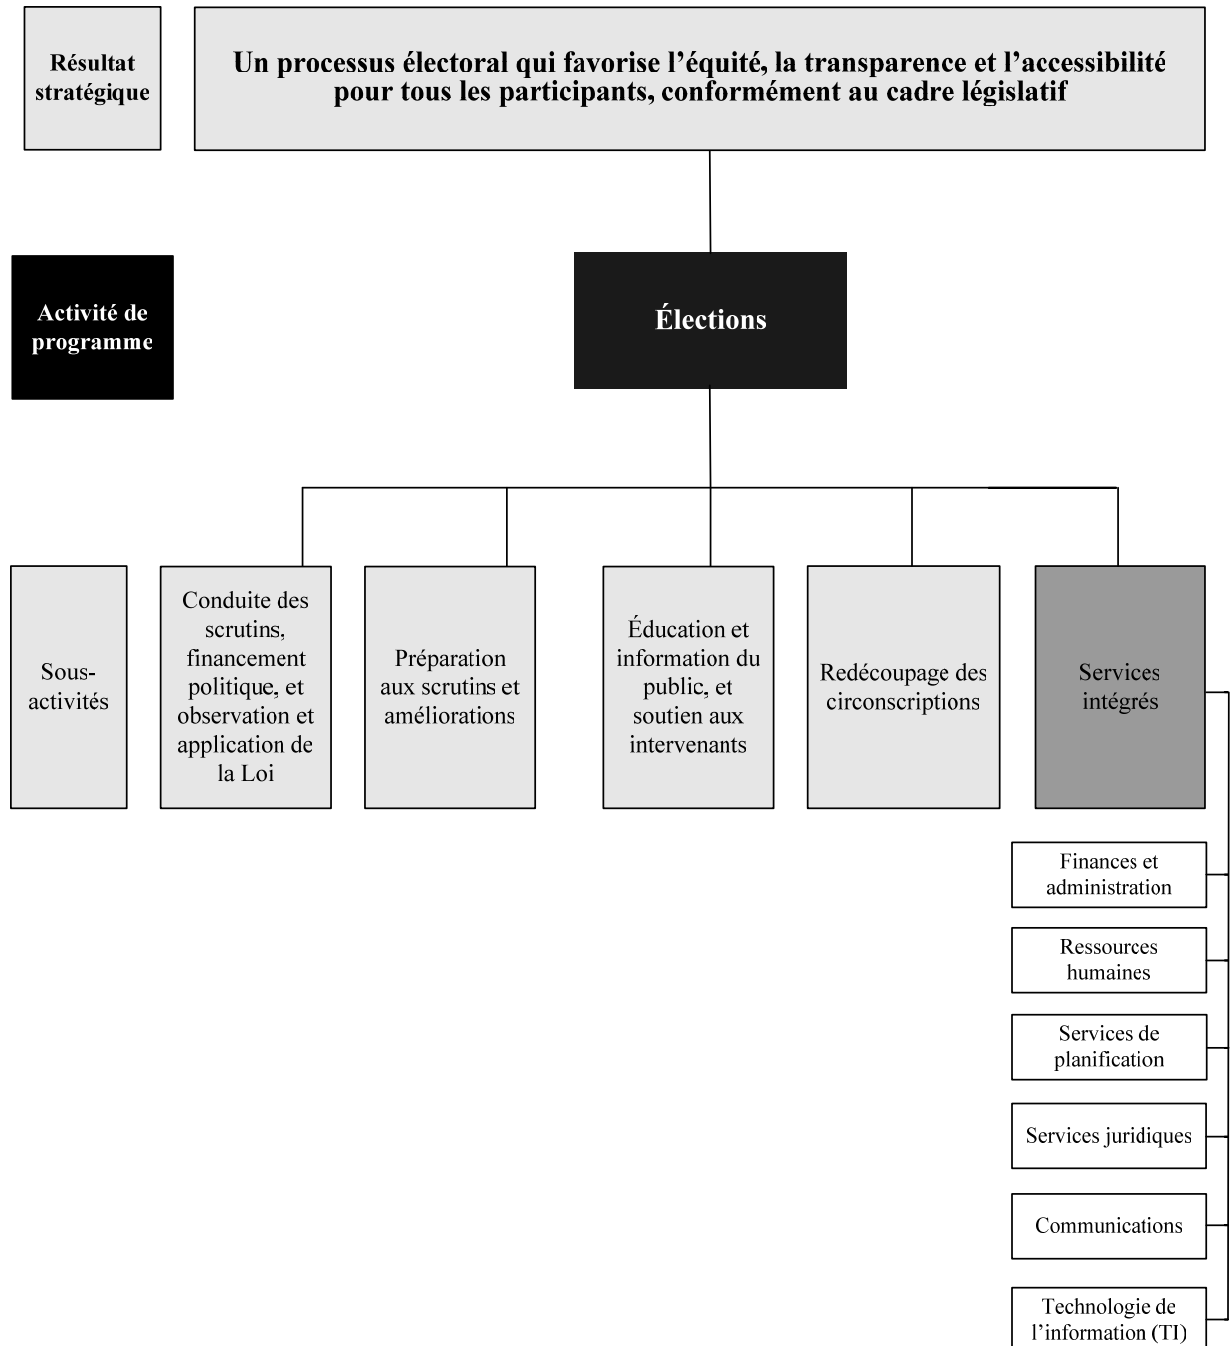 Résultat
stratégique
Un processus électoral qui favorise l’équité, la transparence et l’accessibilité
pour tous les participants, conformément au cadre législatif
Activité de
programme
Élections
Sous-
activités
Conduite des
scrutins,
financement
politique, et
observation et
application de
la Loi
Préparation
aux scrutins et
améliorations
Éducation et
information du
public, et
soutien aux
intervenants
Redécoupage des
circonscriptions
Services
intégrés
Finances et
administration
Ressources
humaines
Services de
planification
Services juridiques
Communications
Technologie de
l’information (TI)